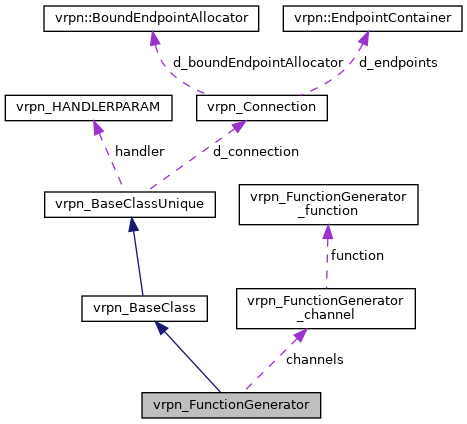 vrpn::BoundEndpointAllocator
vrpn::EndpointContainer
d_boundEndpointAllocator
d_endpoints
vrpn_HANDLERPARAM
vrpn_Connection
handler
d_connection
vrpn_BaseClassUnique
vrpn_FunctionGenerator
_function
function
vrpn_BaseClass
vrpn_FunctionGenerator
_channel
channels
vrpn_FunctionGenerator